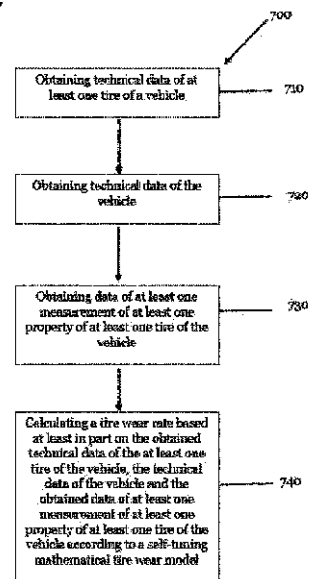 700
Obtaining technical data of at
least one tire of a vehicle
710
Obtaining technical data of the
vehicle
720
Obtaining data of at least one
measurement of at least one
property of at least one tire of the
vehicle
730
Calculating a tire wear rate based
at least in part on the obtained
technical data of the at least one
tire of the vehicle, the technical
data of the vehicle and the
obtained data of at least one
measurement of at least one
property of at least one tire of the
vehicle according to a self-tuning
mathematical tire wear model
740